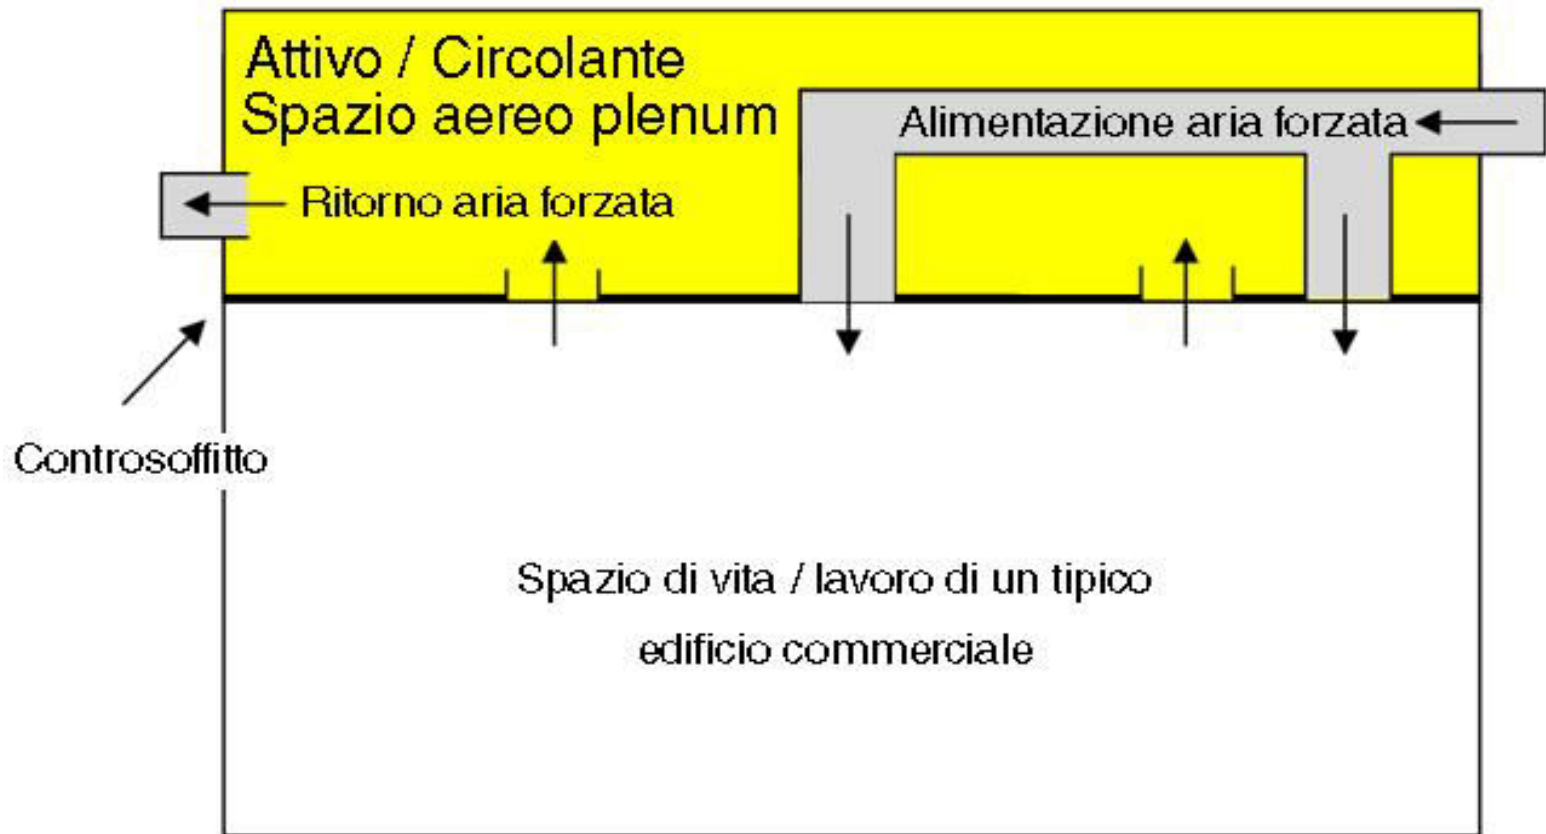 Attivo / Circolante
Spazio aereo plenum
Alimentazione aria forzata
Ritorno aria forzata
Controsoffitto
Spazio di vita / lavoro di un tipico
edificio commerciale